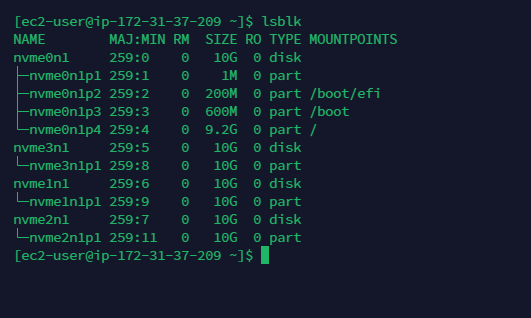 [ec2-user@ip-172-31-37-209 ~]$ lsblk
NAME        MAJ:MIN RM  SIZE RO TYPE MOUNTPOINTS
nvme0n1     259:0    0   10G  0 disk
├─nvme0n1p1 259:1    0    1M  0 part
├─nvme0n1p2 259:2    0  200M  0 part /boot/efi
├─nvme0n1p3 259:3    0  600M  0 part /boot
└─nvme0n1p4 259:4    0  9.2G  0 part /
nvme3n1     259:5    0   10G  0 disk
└─nvme3n1p1 259:8    0   10G  0 part
nvme1n1     259:6    0   10G  0 disk
└─nvme1n1p1 259:9    0   10G  0 part
nvme2n1     259:7    0   10G  0 disk
└─nvme2n1p1 259:11   0   10G  0 part
[ec2-user@ip-172-31-37-209 ~]$